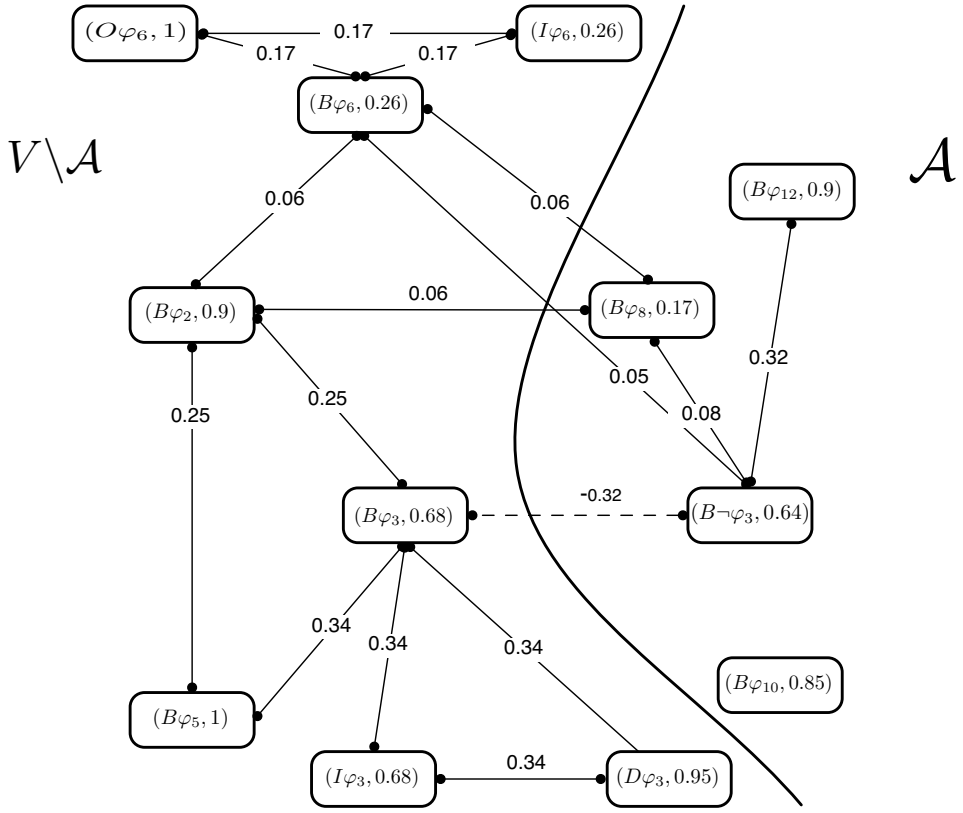 (Oφ₆, 1)
0.17
(Iφ₆, 0.26)
0.17
0.17
(Bφ₆, 0.26)
V\𝒜
𝒜
(Bφ₁₂, 0.9)
0.06
0.06
(Bφ₂, 0.9)
0.06
(Bφ₈, 0.17)
0.32
0.05
0.25
0.25
0.08
(Bφ₃, 0.68)
-0.32
(B¬φ₃, 0.64)
0.34
0.34
0.34
(Bφ₁₀, 0.85)
(Bφ₅, 1)
(Iφ₃, 0.68)
0.34
(Dφ₃, 0.95)